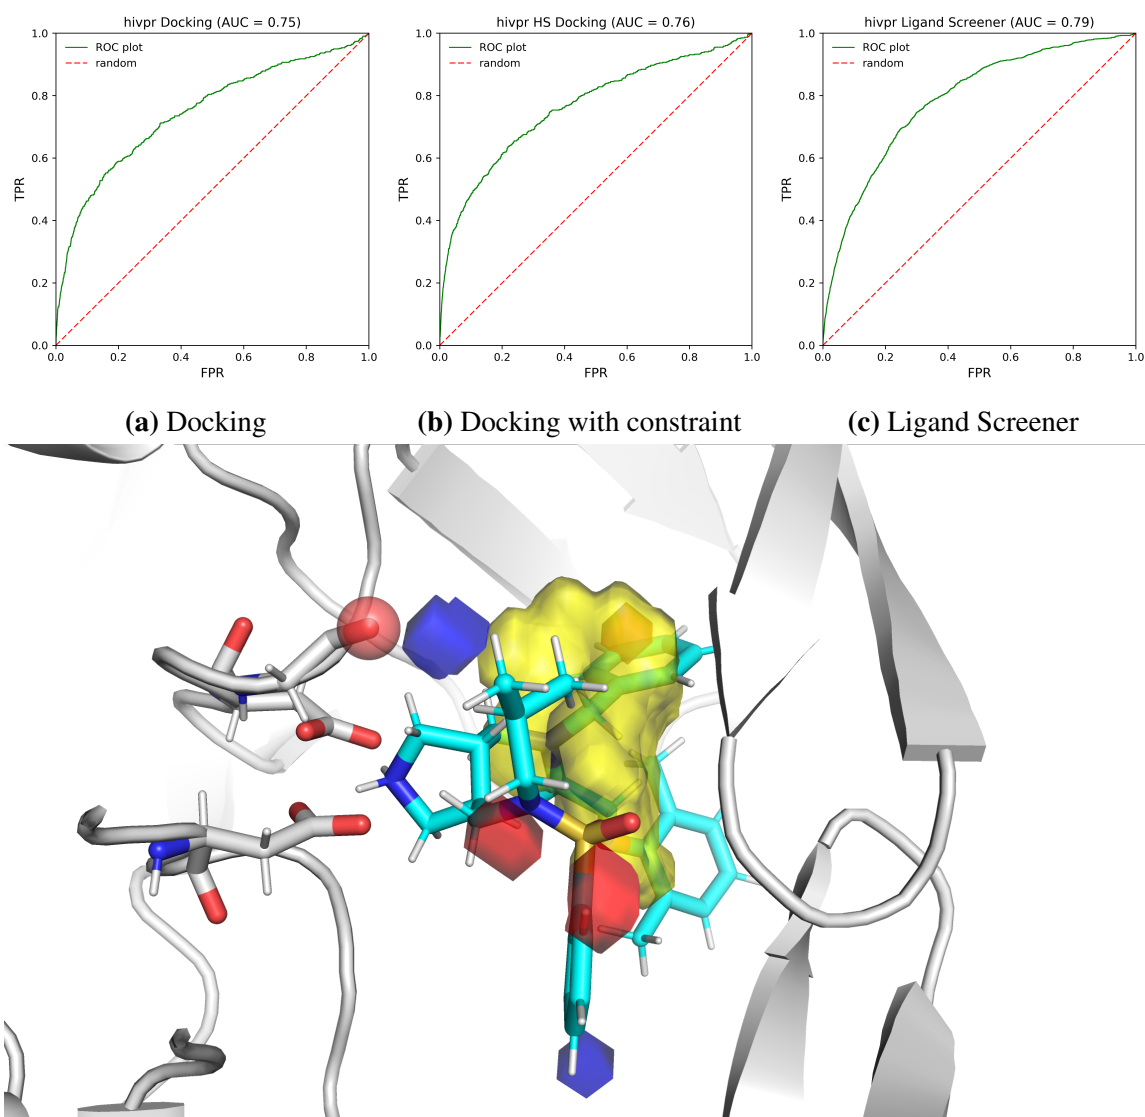 hivpr Docking (AUC = 0.75)
1.0
0.8
0.6
0.4
0.2
0.0
TPR
ROC plot
random
0.0 0.2 0.4 0.6 0.8 1.0
FPR
(a) Docking
hivpr HS Docking (AUC = 0.76)
1.0
0.8
0.6
0.4
0.2
0.0
TPR
ROC plot
random
0.0 0.2 0.4 0.6 0.8 1.0
FPR
(b) Docking with constraint
hivpr Ligand Screener (AUC = 0.79)
1.0
0.8
0.6
0.4
0.2
0.0
TPR
ROC plot
random
0.0 0.2 0.4 0.6 0.8 1.0
FPR
(c) Ligand Screener